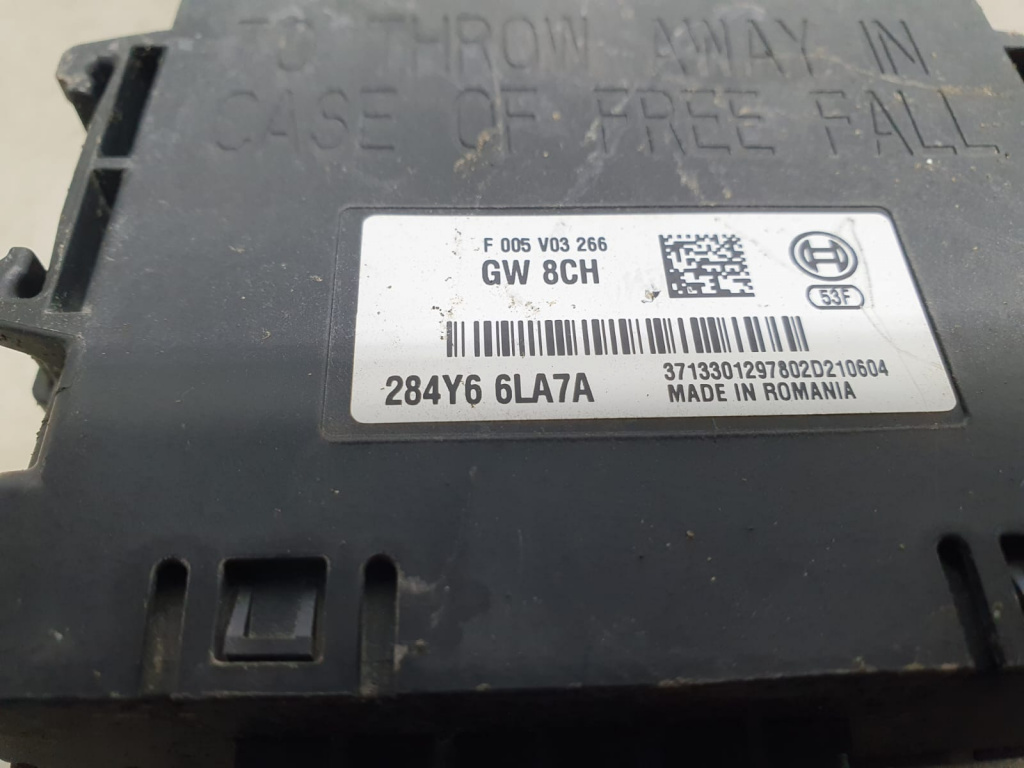 TO THROW AWAY IN
CASE OF FREE FALL
F 005 V03 266
GW 8CH
53F
284Y6 6LA7A
3713301297802D210604
MADE IN ROMANIA